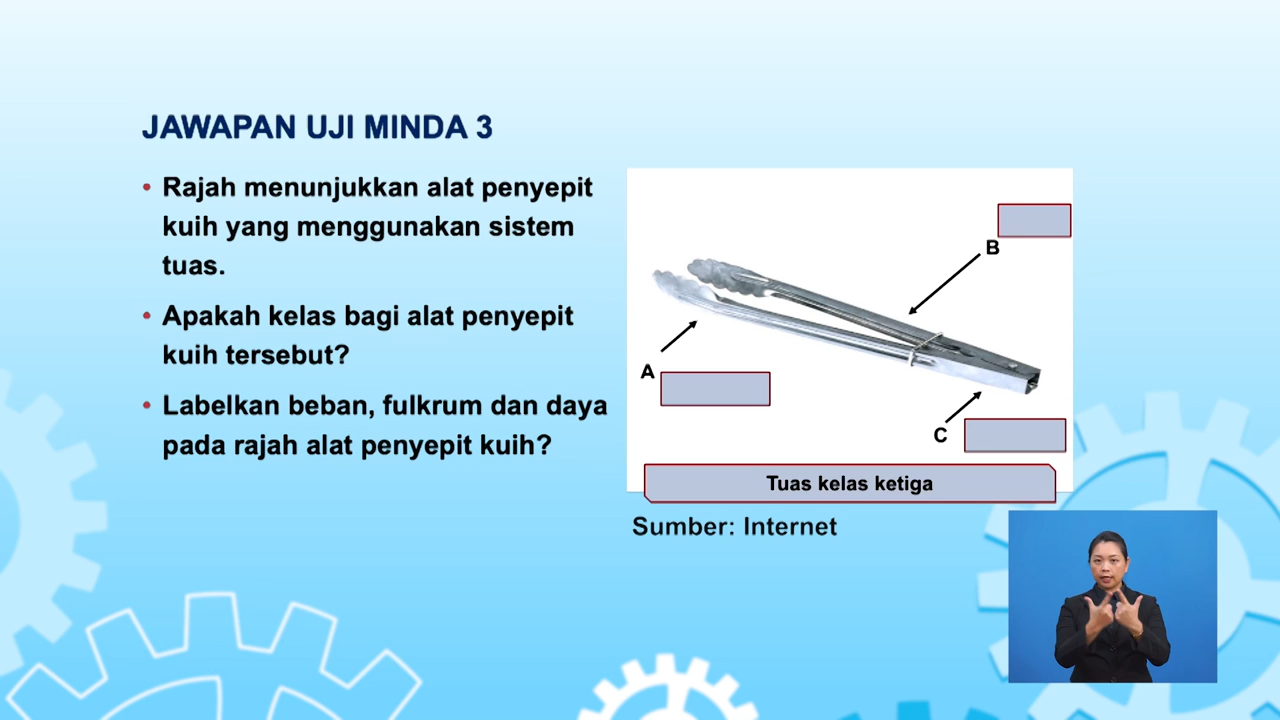 JAWAPAN UJI MINDA 3
• Rajah menunjukkan alat penyepit
kuih yang menggunakan sistem
tuas.
• Apakah kelas bagi alat penyepit
kuih tersebut?
• Labelkan beban, fulkrum dan daya
pada rajah alat penyepit kuih?
B
A
C
Tuas kelas ketiga
Sumber: Internet